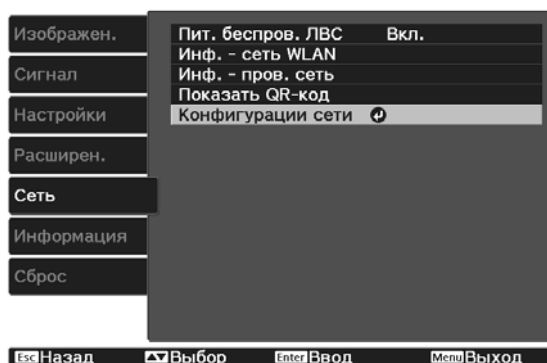 Изображен.
Сигнал
Настройки
Расширен.
Сеть
Информация
Сброс
Пит. беспров. ЛВС Вкл.
Инф. - сеть WLAN
Инф. - пров. сеть
Показать QR-код
Конфигурации сети
Esc Назад Выбор Enter Ввод Menu Выход